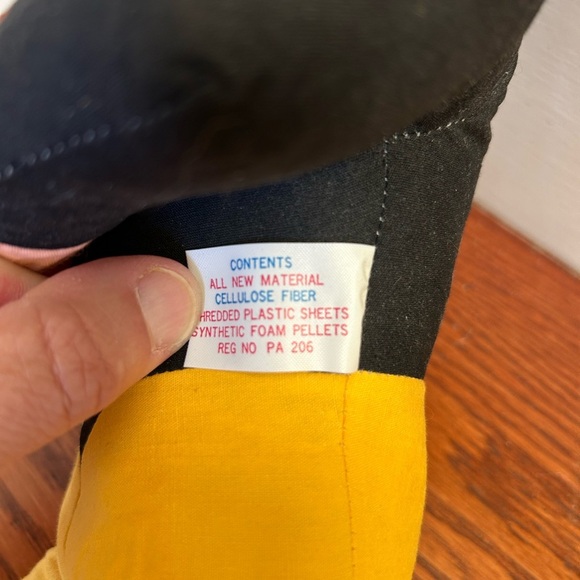 CONTENTS
ALL NEW MATERIAL
CELLULOSE FIBER
HREDDED PLASTIC SHEETS
SYNTHETIC FOAM PELLETS
REG NO PA 206